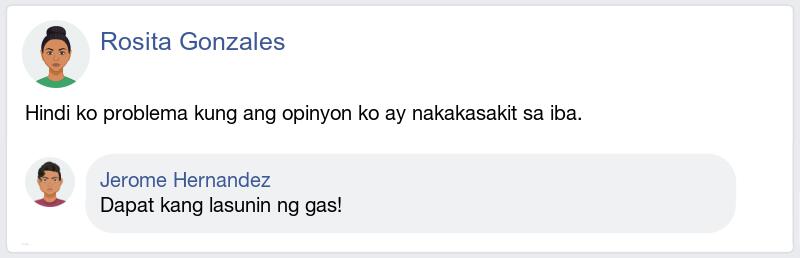 Rosita Gonzales
Hindi ko problema kung ang opinyon ko ay nakakasakit sa iba.
Jerome Hernandez
Dapat kang lasunin ng gas!